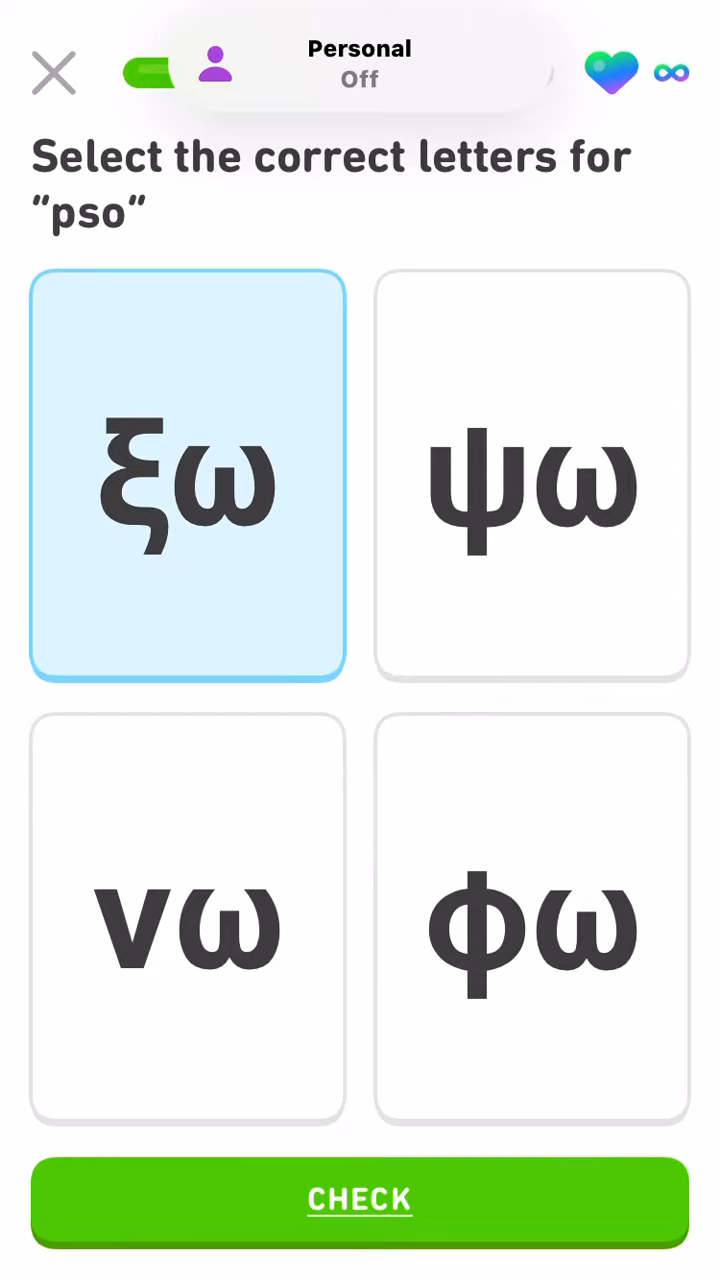 Personal
Off
Select the correct letters for
“pso”
ξω
ψω
νω
φω
CHECK